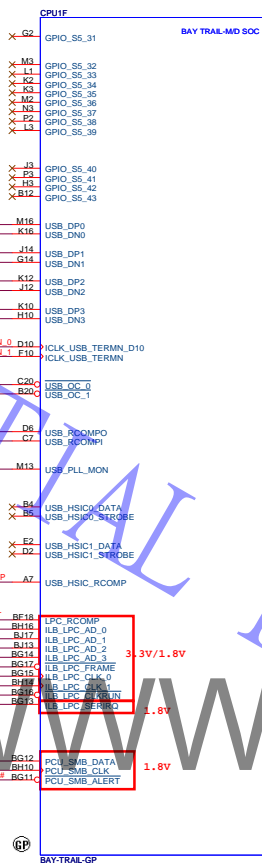 CPU1F
BAY TRAIL-M/D SOC
G2 GPIO_S5_31
M3 GPIO_S5_32
L1 GPIO_S5_33
K2 GPIO_S5_34
K3 GPIO_S5_35
M2 GPIO_S5_36
N3 GPIO_S5_37
P2 GPIO_S5_38
L3 GPIO_S5_39
J3 GPIO_S5_40
P3 GPIO_S5_41
H3 GPIO_S5_42
B12 GPIO_S5_43
M16 USB_DP0
K16 USB_DN0
J14 USB_DP1
G14 USB_DN1
K12 USB_DP2
J12 USB_DN2
K10 USB_DP3
H10 USB_DN3
D10 ICLK_USB_TERMN_D10
F10 ICLK_USB_TERMN
C20 USB_OC_0
B20 USB_OC_1
D6 USB_RCOMPO
C7 USB_RCOMPI
M13 USB_PLL_MON
B4 USB_HSIC0_DATA
B5 USB_HSIC0_STROBE
E2 USB_HSIC1_DATA
D2 USB_HSIC1_STROBE
A7 USB_HSIC_RCOMP
BF18 LPC_RCOMP
BH16 ILB_LPC_AD_0
BJ17 ILB_LPC_AD_1
BJ13 ILB_LPC_AD_2
BG14 ILB_LPC_AD_3
3.3V/1.8V
BG17 ILB_LPC_FRAME
BG15 ILB_LPC_CLK_0
BH14 ILB_LPC_CLK_1
BG16 ILB_LPC_CLKRUN
BG13 ILB_LPC_SERIRQ
1.8V
BG12 PCU_SMB_DATA
BH10 PCU_SMB_CLK
BG11 PCU_SMB_ALERT
1.8V
GP
BAY-TRAIL-GP
TIAL
WWW